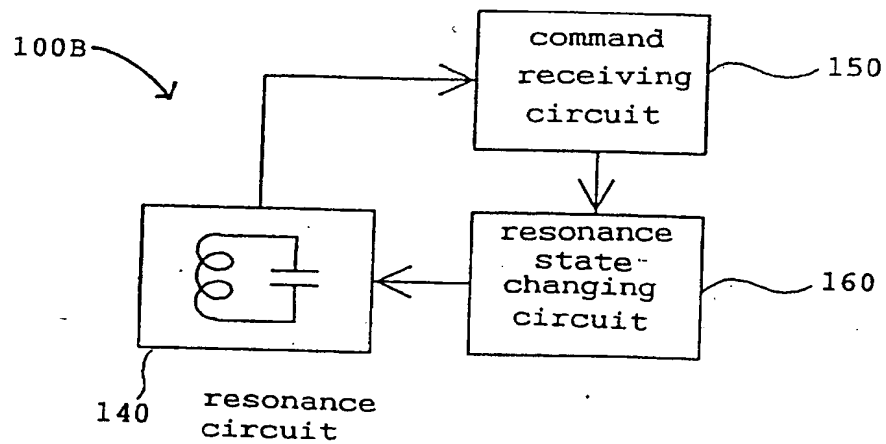 100B
command
receiving
circuit
150
resonance
state-
changing
circuit
160
140
resonance
circuit